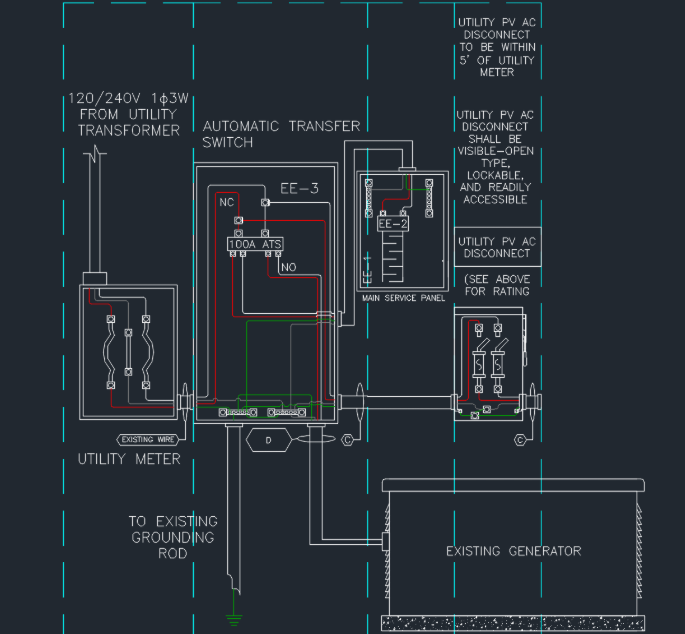 UTILITY PV AC
DISCONNECT
TO BE WITHIN
5' OF UTILITY
METER
120/240V 1ϕ3W
FROM UTILITY
TRANSFORMER
AUTOMATIC TRANSFER
SWITCH
UTILITY PV AC
DISCONNECT
SHALL BE
VISIBLE-OPEN
TYPE,
LOCKABLE,
AND READILY
ACCESSIBLE
EE-3
NC
100A ATS
NO
EE-2
EE-1
MAIN SERVICE PANEL
UTILITY PV AC
DISCONNECT
(SEE ABOVE
FOR RATING
EXISTING WIRE
D
C
C
UTILITY METER
TO EXISTING
GROUNDING
ROD
EXISTING GENERATOR